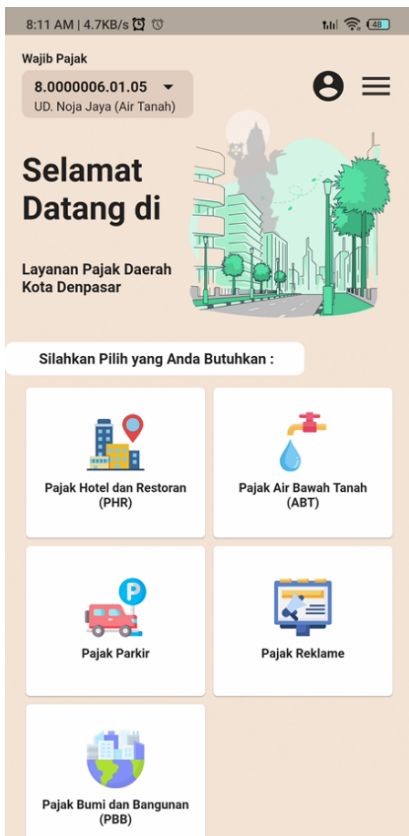 8:11 AM | 4.7KB/s
48
Wajib Pajak
8.0000006.01.05
UD. Noja Jaya (Air Tanah)
Selamat
Datang di
Layanan Pajak Daerah
Kota Denpasar
Silahkan Pilih yang Anda Butuhkan :
Pajak Hotel dan Restoran
(PHR)
Pajak Air Bawah Tanah
(ABT)
Pajak Parkir
Pajak Reklame
Pajak Bumi dan Bangunan
(PBB)